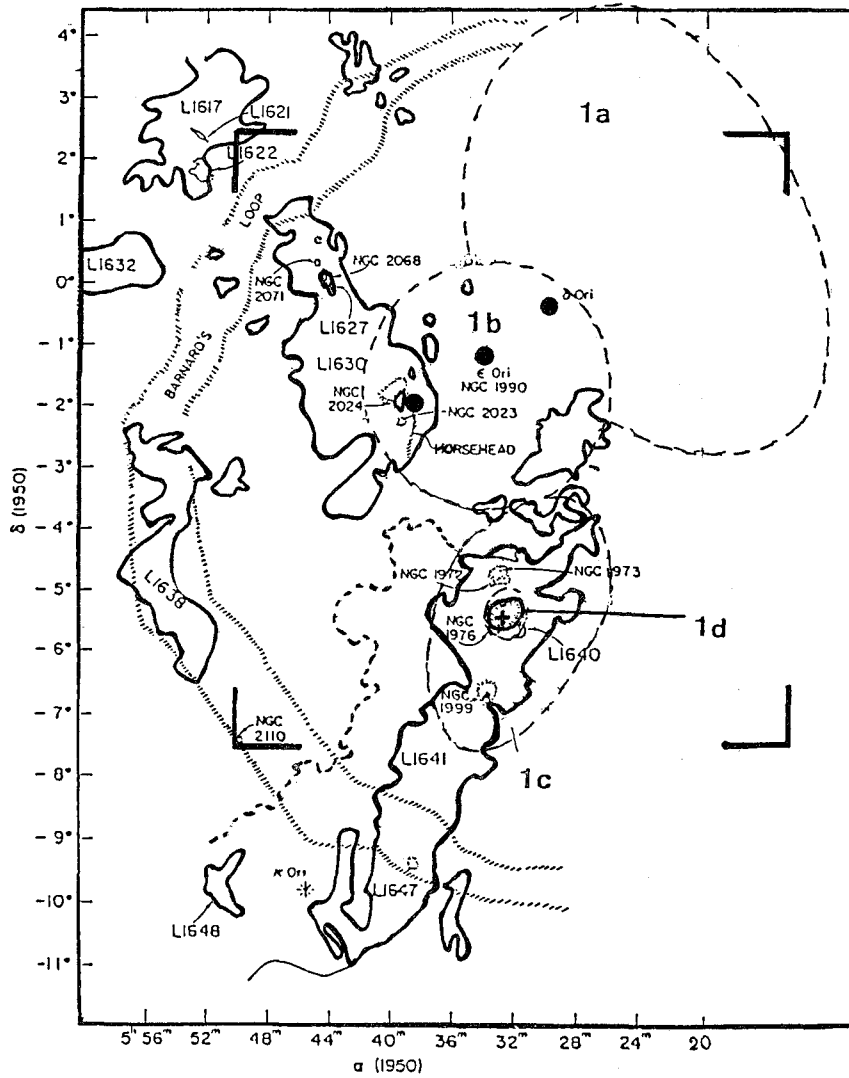 4°
3°
2°
1°
0°
-1°
-2°
-3°
-4°
-5°
-6°
-7°
-8°
-9°
-10°
-11°
δ (1950)
L1617
L1621
L1622
1a
LOOP
BARNARD'S
L1632
NGC 2068
NGC
2071
L1627
1b
δ Ori
L1630
ε Ori
NGC 1990
NGC
2024
NGC 2023
HORSEHEAD
L1638
NGC 1977
NGC 1973
NGC
1976
1d
L1640
NGC
1999
NGC
2110
L1641
1c
κ Ori
L1647
L1648
5ʰ 56ᵐ
48ᵐ
44ᵐ
40ᵐ
36ᵐ
32ᵐ
28ᵐ
24ᵐ
20
α (1950)